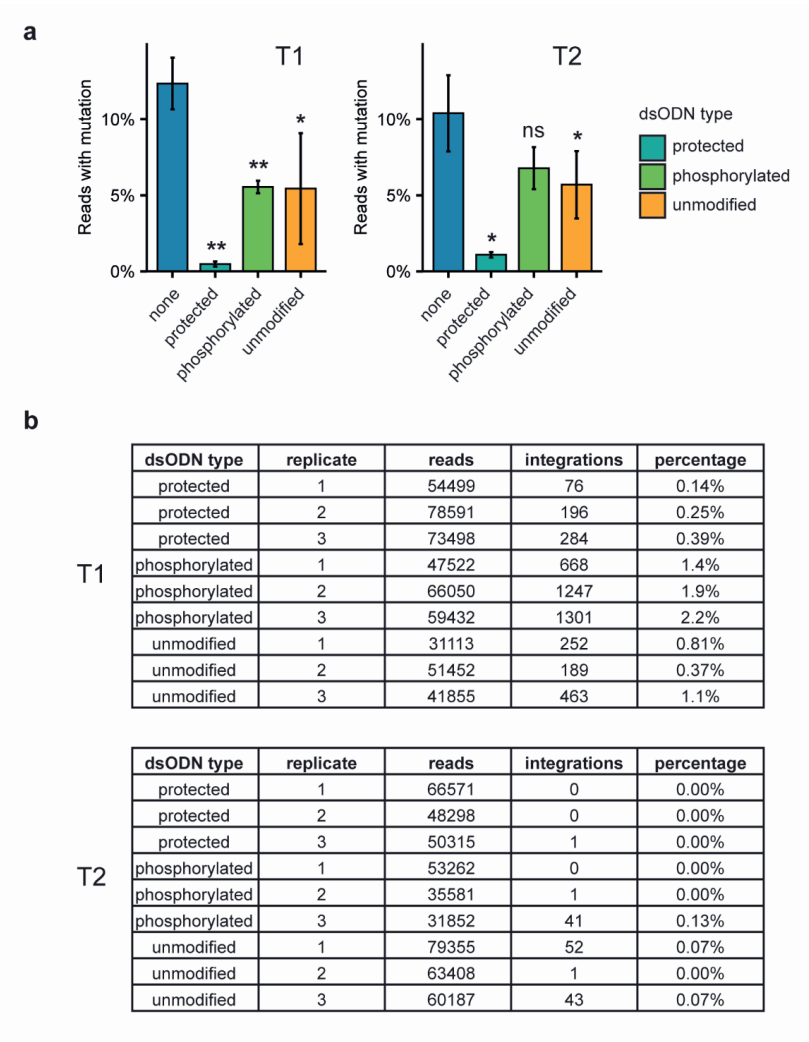 a
T1
Reads with mutation
10%
5%
0%
**
**
*
none
protected
phosphorylated
unmodified
T2
Reads with mutation
10%
5%
0%
*
ns
*
none
protected
phosphorylated
unmodified
dsODN type
protected
phosphorylated
unmodified
b
T1
dsODN type replicate reads integrations percentage
protected 1 54499 76 0.14%
protected 2 78591 196 0.25%
protected 3 73498 284 0.39%
phosphorylated 1 47522 668 1.4%
phosphorylated 2 66050 1247 1.9%
phosphorylated 3 59432 1301 2.2%
unmodified 1 31113 252 0.81%
unmodified 2 51452 189 0.37%
unmodified 3 41855 463 1.1%
T2
dsODN type replicate reads integrations percentage
protected 1 66571 0 0.00%
protected 2 48298 0 0.00%
protected 3 50315 1 0.00%
phosphorylated 1 53262 0 0.00%
phosphorylated 2 35581 1 0.00%
phosphorylated 3 31852 41 0.13%
unmodified 1 79355 52 0.07%
unmodified 2 63408 1 0.00%
unmodified 3 60187 43 0.07%